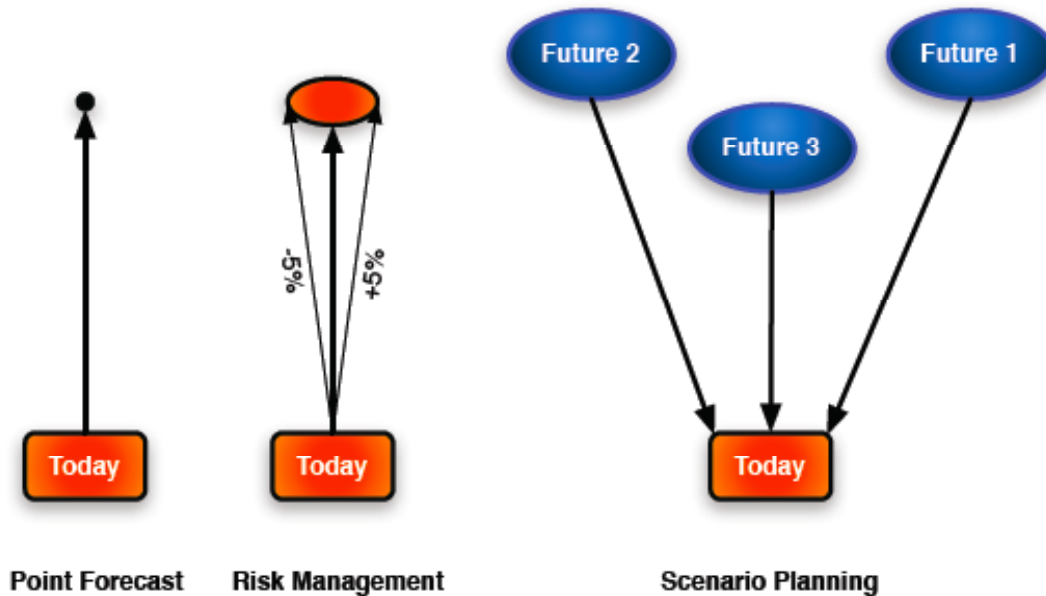 Future 2
Future 1
Future 3
-5%
+5%
Today
Today
Today
Point Forecast
Risk Management
Scenario Planning